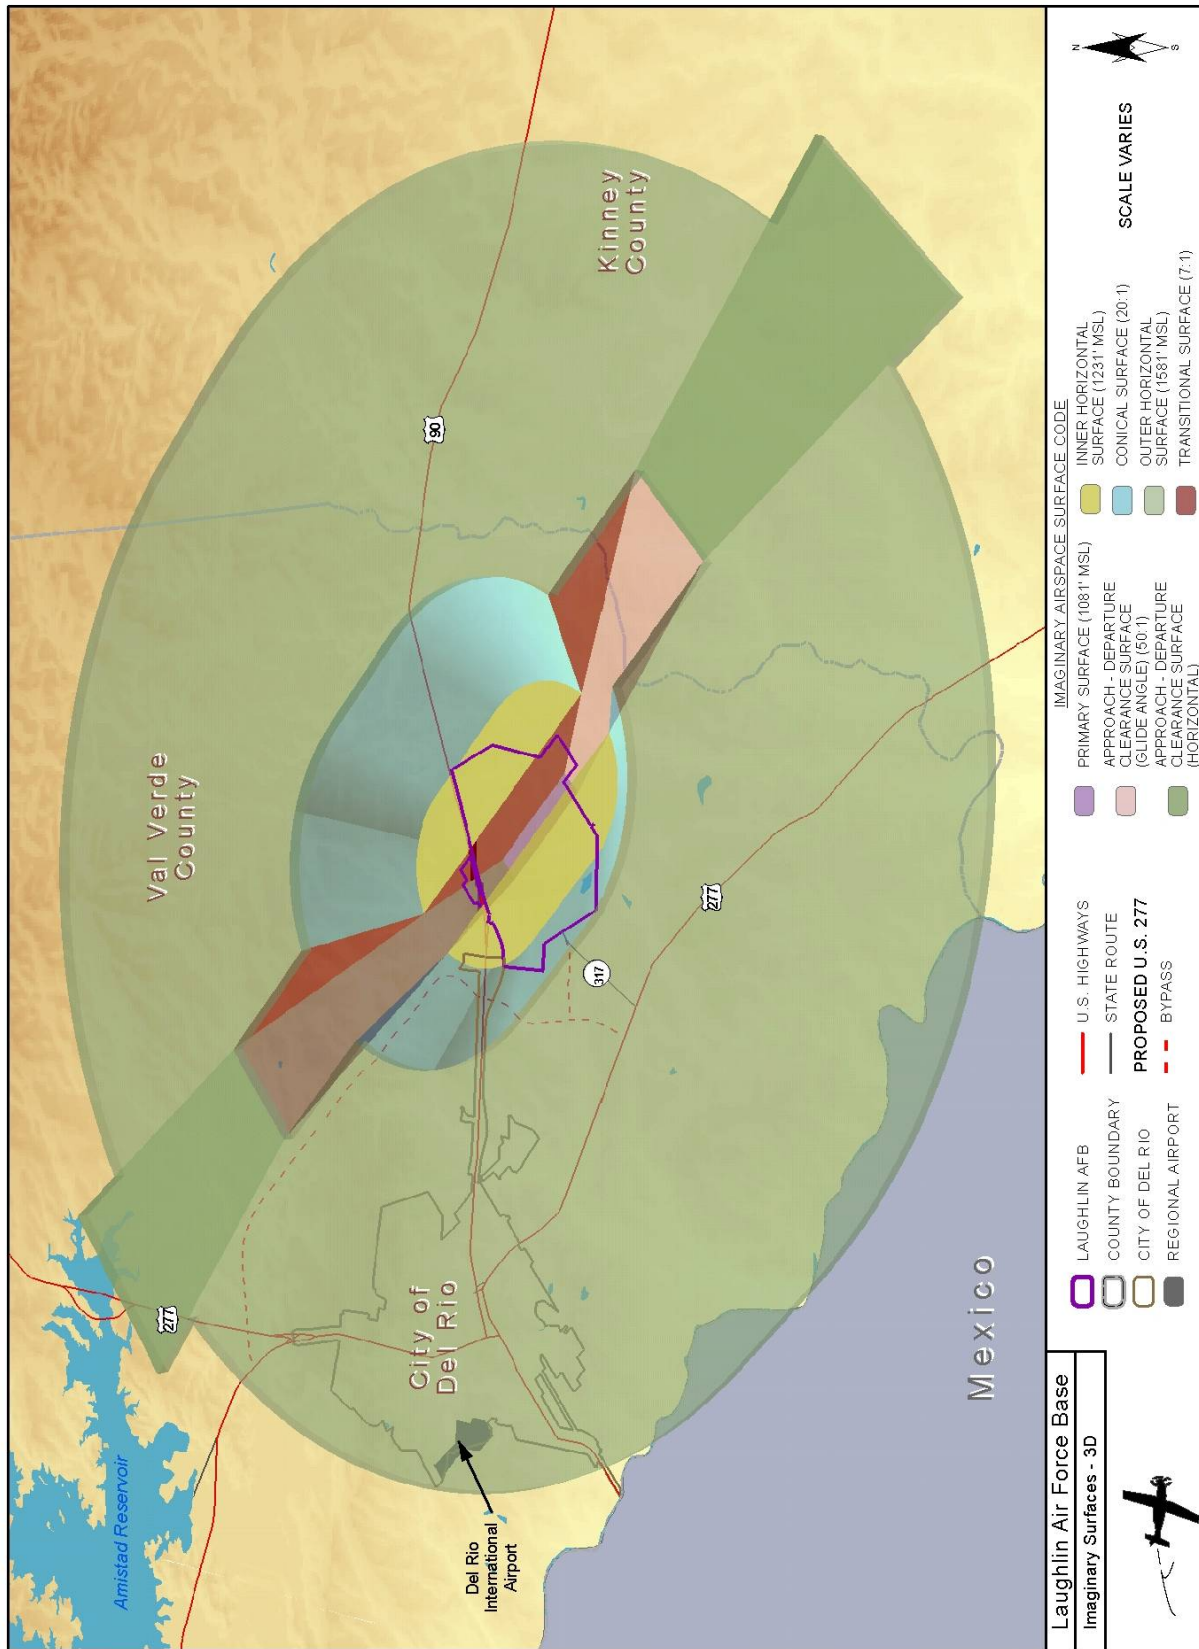 Amistad Reservoir
Val Verde
County
Kinney
County
City of
Del Rio
Mexico
Del Rio
International
Airport
277
90
317
277
Laughlin Air Force Base
Imaginary Surfaces - 3D
LAUGHLIN AFB
COUNTY BOUNDARY
CITY OF DEL RIO
REGIONAL AIRPORT
U.S. HIGHWAYS
STATE ROUTE
PROPOSED U.S. 277
BYPASS
IMAGINARY AIRSPACE SURFACE CODE
PRIMARY SURFACE (1081' MSL)
APPROACH - DEPARTURE
CLEARANCE SURFACE
(GLIDE ANGLE) (50:1)
APPROACH - DEPARTURE
CLEARANCE SURFACE
(HORIZONTAL)
INNER HORIZONTAL
SURFACE (1231' MSL)
CONICAL SURFACE (20:1)
OUTER HORIZONTAL
SURFACE (1581' MSL)
TRANSITIONAL SURFACE (7:1)
SCALE VARIES
N
S